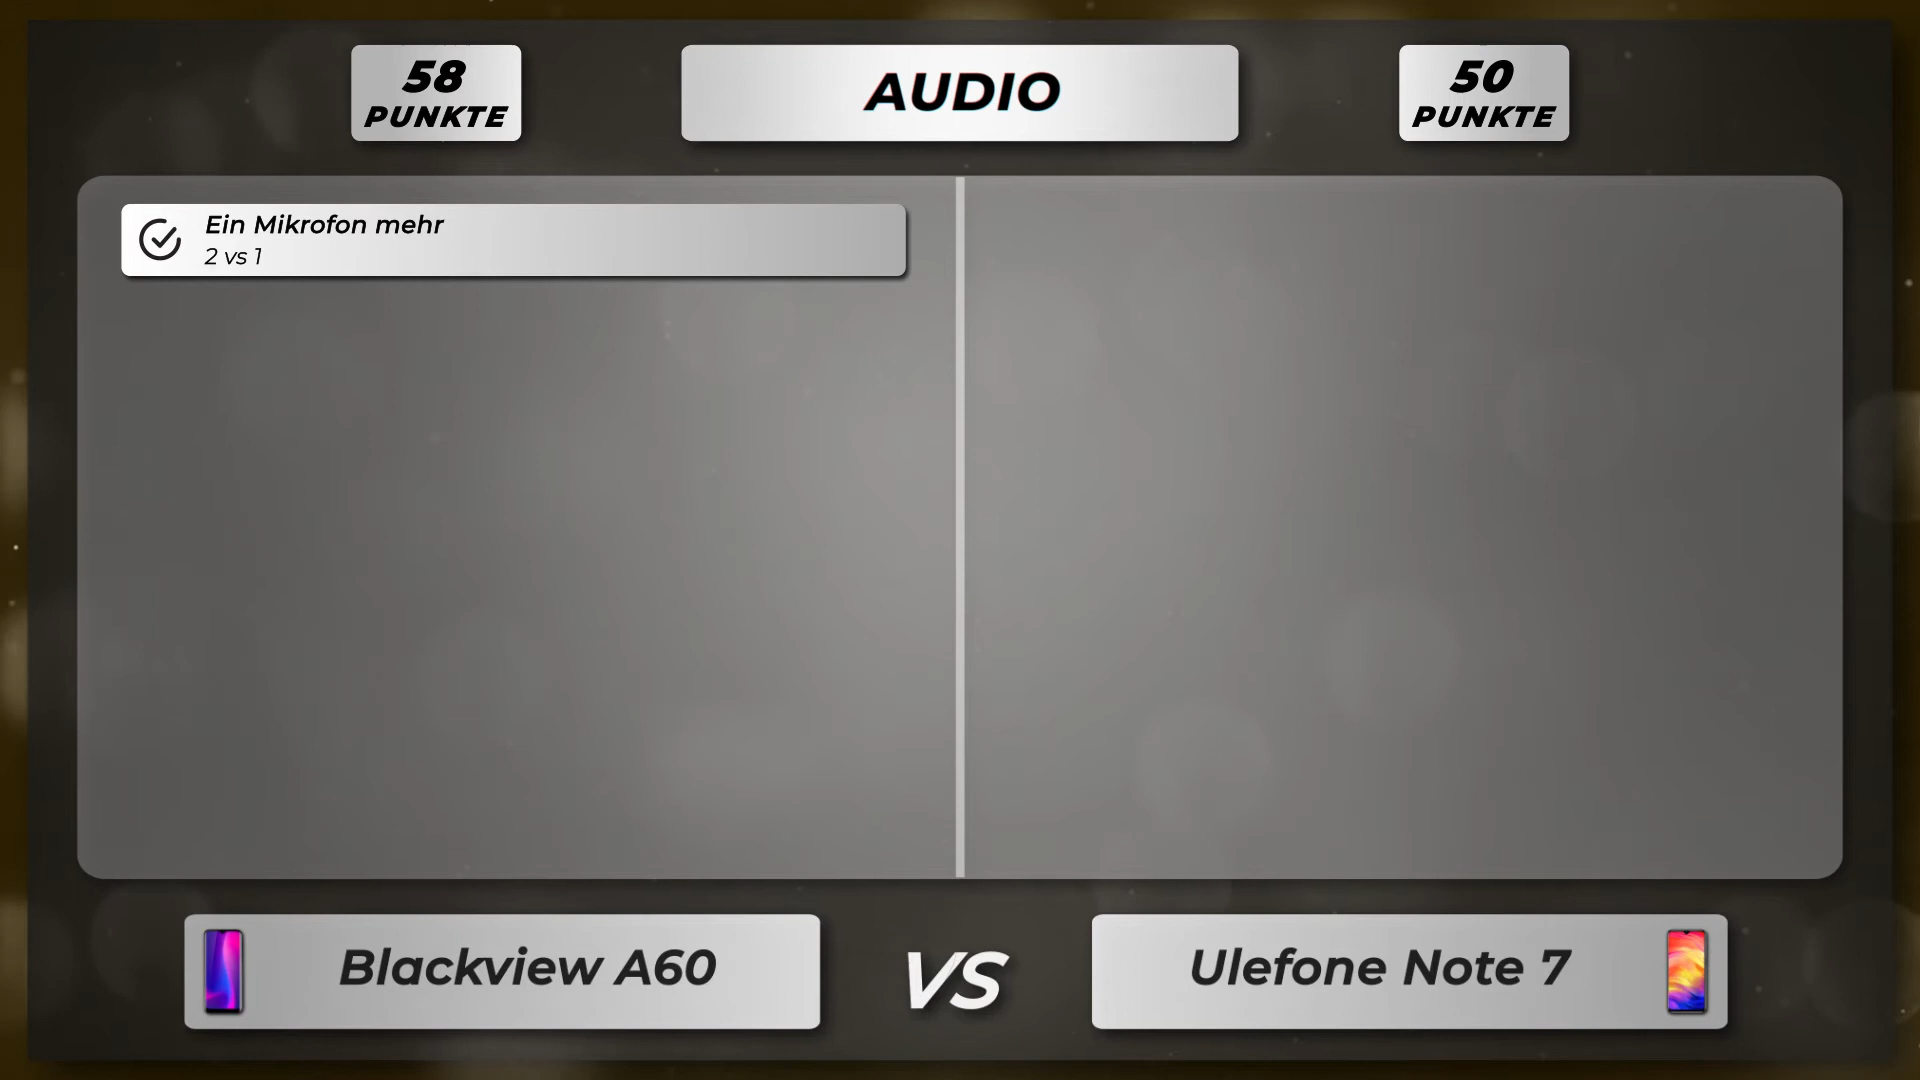 58
PUNKTE
AUDIO
50
PUNKTE
Ein Mikrofon mehr
2 vs 1
Blackview A60
VS
Ulefone Note 7